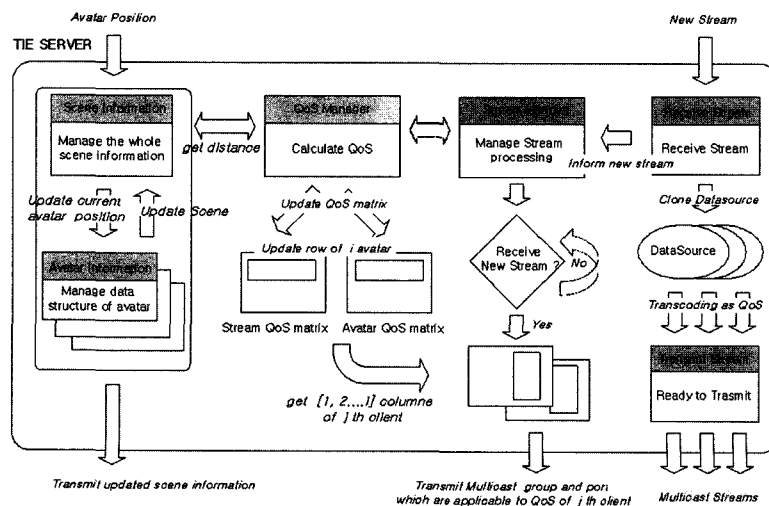 Avatar Position
New Stream
TIE SERVER
Scene Information
Manage the whole
scene information
get distance
QoS Manager
Calculate QoS
Manage Stream
processing
Inform new stream
Receive Stream
Update current
avatar position
Update Scene
Update QoS matrix
Clone Datasource
Avatar Information
Manage data
structure of avatar
Update row of i avatar
Stream QoS matrix
Avatar QoS matrix
Receive
New Stream ?
No
Yes
DataSource
Transcoding as QoS
Ready to Trasmit
get [1, 2....i] columne
of j th client
Transmit updated scene information
Transmit Multicast group and port
which are applicable to QoS of j th client
Multicast Streams